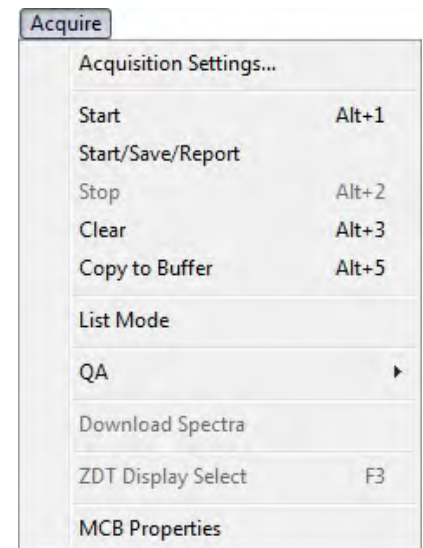 Acquire
Acquisition Settings...
Start Alt+1
Start/Save/Report
Stop Alt+2
Clear Alt+3
Copy to Buffer Alt+5
List Mode
QA
Download Spectra
ZDT Display Select F3
MCB Properties